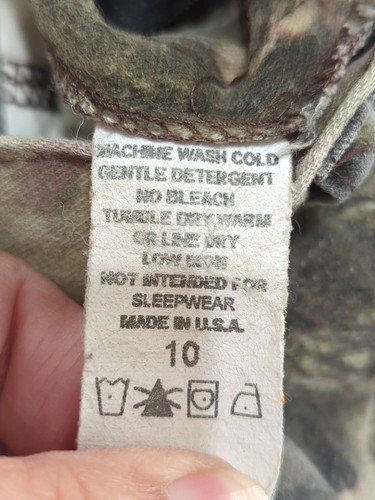 MACHINE WASH COLD
GENTLE DETERGENT
NO BLEACH
TUMBLE DRY WARM
OR LINE DRY
LOW IRON
NOT INTENDED FOR
SLEEPWEAR
MADE IN U.S.A.
10